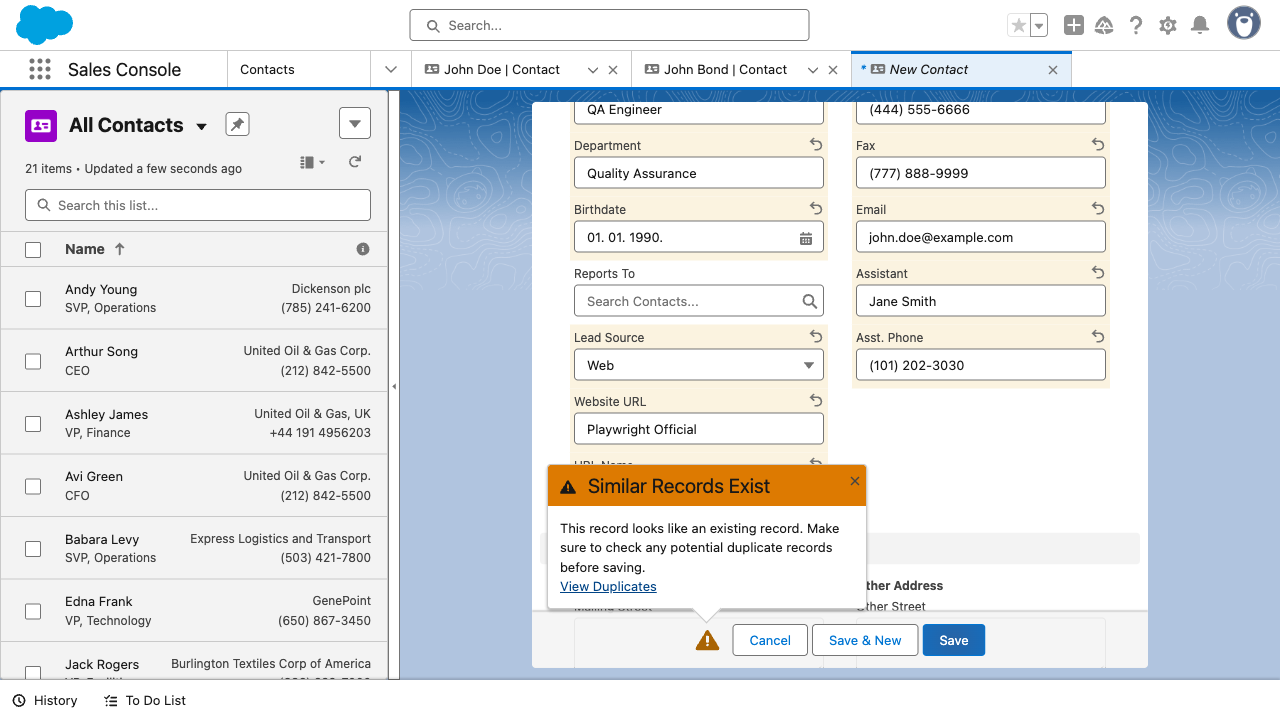 Search...
Sales Console
Contacts
John Doe | Contact
John Bond | Contact
* New Contact
All Contacts
21 items • Updated a few seconds ago
Search this list...
Name
Andy Young
Dickenson plc
SVP, Operations
(785) 241-6200
Arthur Song
United Oil & Gas Corp.
CEO
(212) 842-5500
Ashley James
United Oil & Gas, UK
VP, Finance
+44 191 4956203
Avi Green
United Oil & Gas Corp.
CFO
(212) 842-5500
Babara Levy
Express Logistics and Transport
SVP, Operations
(503) 421-7800
Edna Frank
GenePoint
VP, Technology
(650) 867-3450
Jack Rogers
Burlington Textiles Corp of America
QA Engineer
(444) 555-6666
Department
Fax
Quality Assurance
(777) 888-9999
Birthdate
Email
01. 01. 1990.
john.doe@example.com
Reports To
Assistant
Search Contacts...
Jane Smith
Lead Source
Asst. Phone
Web
(101) 202-3030
Website URL
Playwright Official
Similar Records Exist
This record looks like an existing record. Make
sure to check any potential duplicate records
before saving.
View Duplicates
Address
Mailing Street
Other Street
Cancel
Save & New
Save
History
To Do List